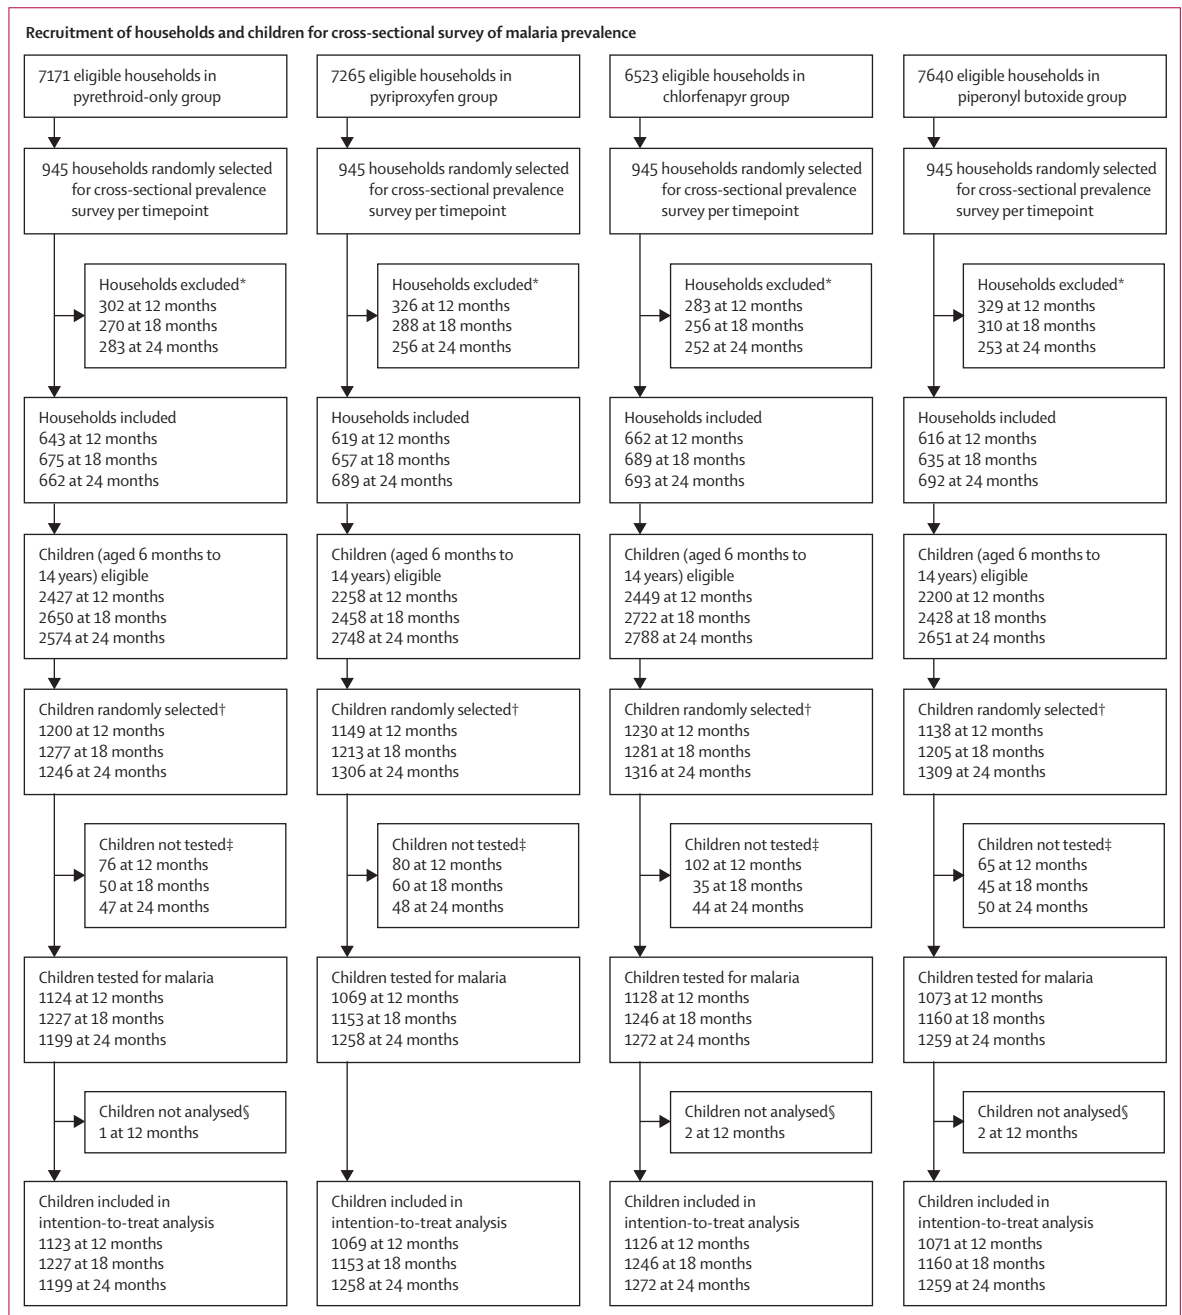 Recruitment of households and children for cross-sectional survey of malaria prevalence
7171 eligible households in
pyrethroid-only group
7265 eligible households in
pyriproxyfen group
6523 eligible households in
chlorfenapyr group
7640 eligible households in
piperonyl butoxide group
945 households randomly selected
for cross-sectional prevalence
survey per timepoint
945 households randomly selected
for cross-sectional prevalence
survey per timepoint
945 households randomly selected
for cross-sectional prevalence
survey per timepoint
945 households randomly selected
for cross-sectional prevalence
survey per timepoint
Households excluded*
302 at 12 months
270 at 18 months
283 at 24 months
Households excluded*
326 at 12 months
288 at 18 months
256 at 24 months
Households excluded*
283 at 12 months
256 at 18 months
252 at 24 months
Households excluded*
329 at 12 months
310 at 18 months
253 at 24 months
Households included
643 at 12 months
675 at 18 months
662 at 24 months
Households included
619 at 12 months
657 at 18 months
689 at 24 months
Households included
662 at 12 months
689 at 18 months
693 at 24 months
Households included
616 at 12 months
635 at 18 months
692 at 24 months
Children (aged 6 months to
14 years) eligible
2427 at 12 months
2650 at 18 months
2574 at 24 months
Children (aged 6 months to
14 years) eligible
2258 at 12 months
2458 at 18 months
2748 at 24 months
Children (aged 6 months to
14 years) eligible
2449 at 12 months
2722 at 18 months
2788 at 24 months
Children (aged 6 months to
14 years) eligible
2200 at 12 months
2428 at 18 months
2651 at 24 months
Children randomly selected†
1200 at 12 months
1277 at 18 months
1246 at 24 months
Children randomly selected†
1149 at 12 months
1213 at 18 months
1306 at 24 months
Children randomly selected†
1230 at 12 months
1281 at 18 months
1316 at 24 months
Children randomly selected†
1138 at 12 months
1205 at 18 months
1309 at 24 months
Children not tested‡
76 at 12 months
50 at 18 months
47 at 24 months
Children not tested‡
80 at 12 months
60 at 18 months
48 at 24 months
Children not tested‡
102 at 12 months
35 at 18 months
44 at 24 months
Children not tested‡
65 at 12 months
45 at 18 months
50 at 24 months
Children tested for malaria
1124 at 12 months
1227 at 18 months
1199 at 24 months
Children tested for malaria
1069 at 12 months
1153 at 18 months
1258 at 24 months
Children tested for malaria
1128 at 12 months
1246 at 18 months
1272 at 24 months
Children tested for malaria
1073 at 12 months
1160 at 18 months
1259 at 24 months
Children not analysed§
1 at 12 months
Children not analysed§
2 at 12 months
Children not analysed§
2 at 12 months
Children included in
intention-to-treat analysis
1123 at 12 months
1227 at 18 months
1199 at 24 months
Children included in
intention-to-treat analysis
1069 at 12 months
1153 at 18 months
1258 at 24 months
Children included in
intention-to-treat analysis
1126 at 12 months
1246 at 18 months
1272 at 24 months
Children included in
intention-to-treat analysis
1071 at 12 months
1160 at 18 months
1259 at 24 months